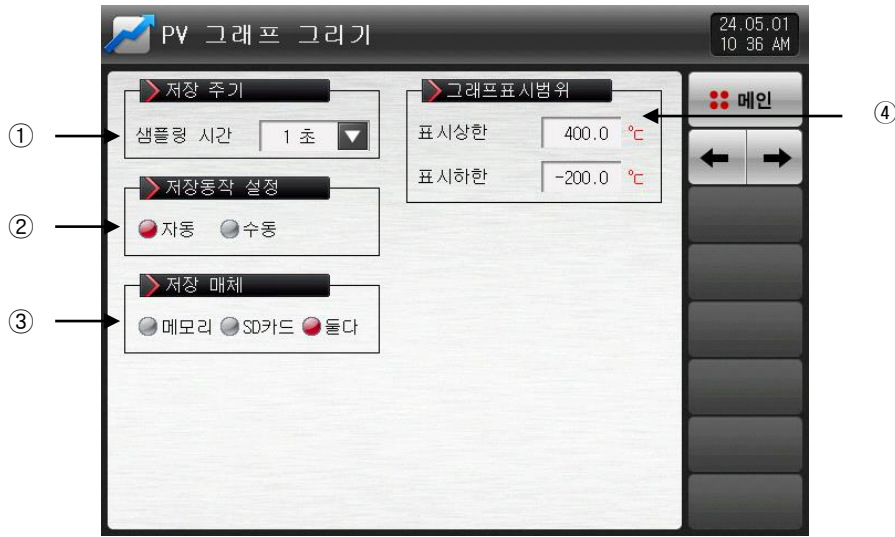 PV 그래프 그리기
24.05.01
10 36 AM
저장 주기
① 샘플링 시간 1 초
저장동작 설정
② 자동 수동
저장 매체
③ 메모리 SD카드 둘다
그래프표시범위
④
표시상한 400.0 ℃
표시하한 -200.0 ℃
메인